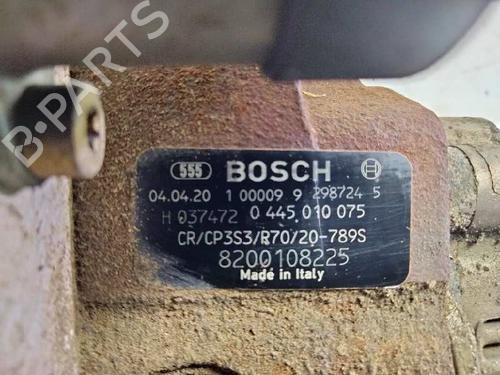 B-PARTS
555 BOSCH
04.04.20 1 00009 9 298724 5
H 037472 0 445 010 075
CR/CP3S3/R70/20-789S
8200108225
Made in Italy